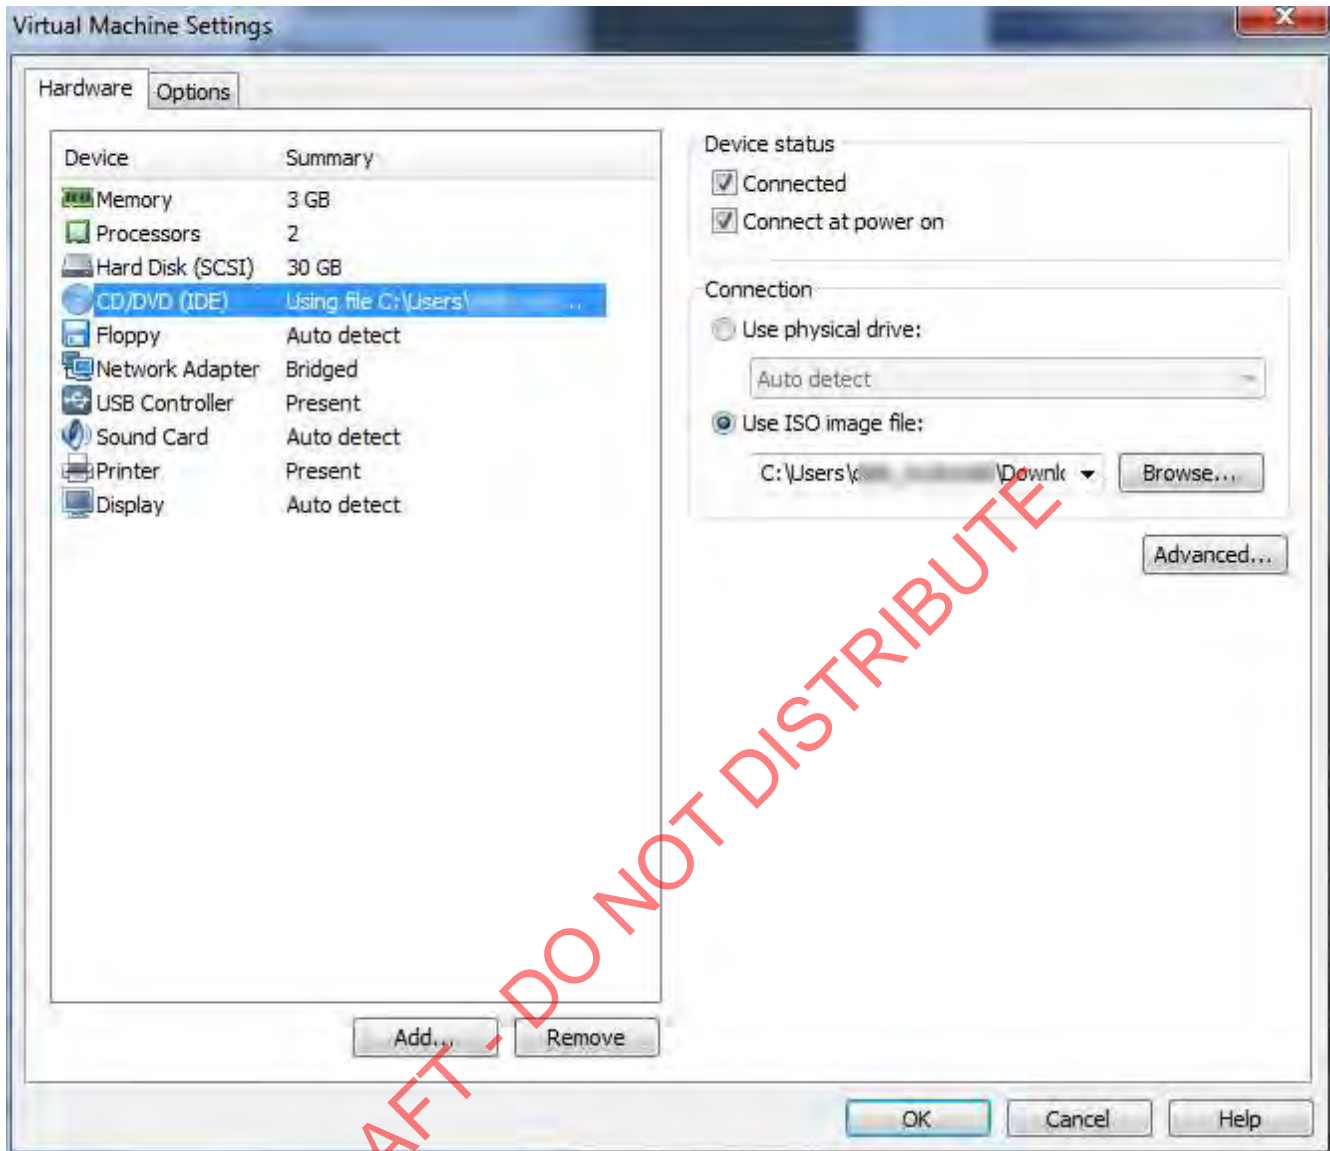 Virtual Machine Settings
Hardware
Options
Device Summary
Memory 3 GB
Processors 2
Hard Disk (SCSI) 30 GB
CD/DVD (IDE) Using file C:\Users\ ...
Floppy Auto detect
Network Adapter Bridged
USB Controller Present
Sound Card Auto detect
Printer Present
Display Auto detect
Add...
Remove
Device status
Connected
Connect at power on
Connection
Use physical drive:
Auto detect
Use ISO image file:
C:\Users\ \Downlc
Browse...
Advanced...
OK
Cancel
Help
AFT - DO NOT DISTRIBUTE